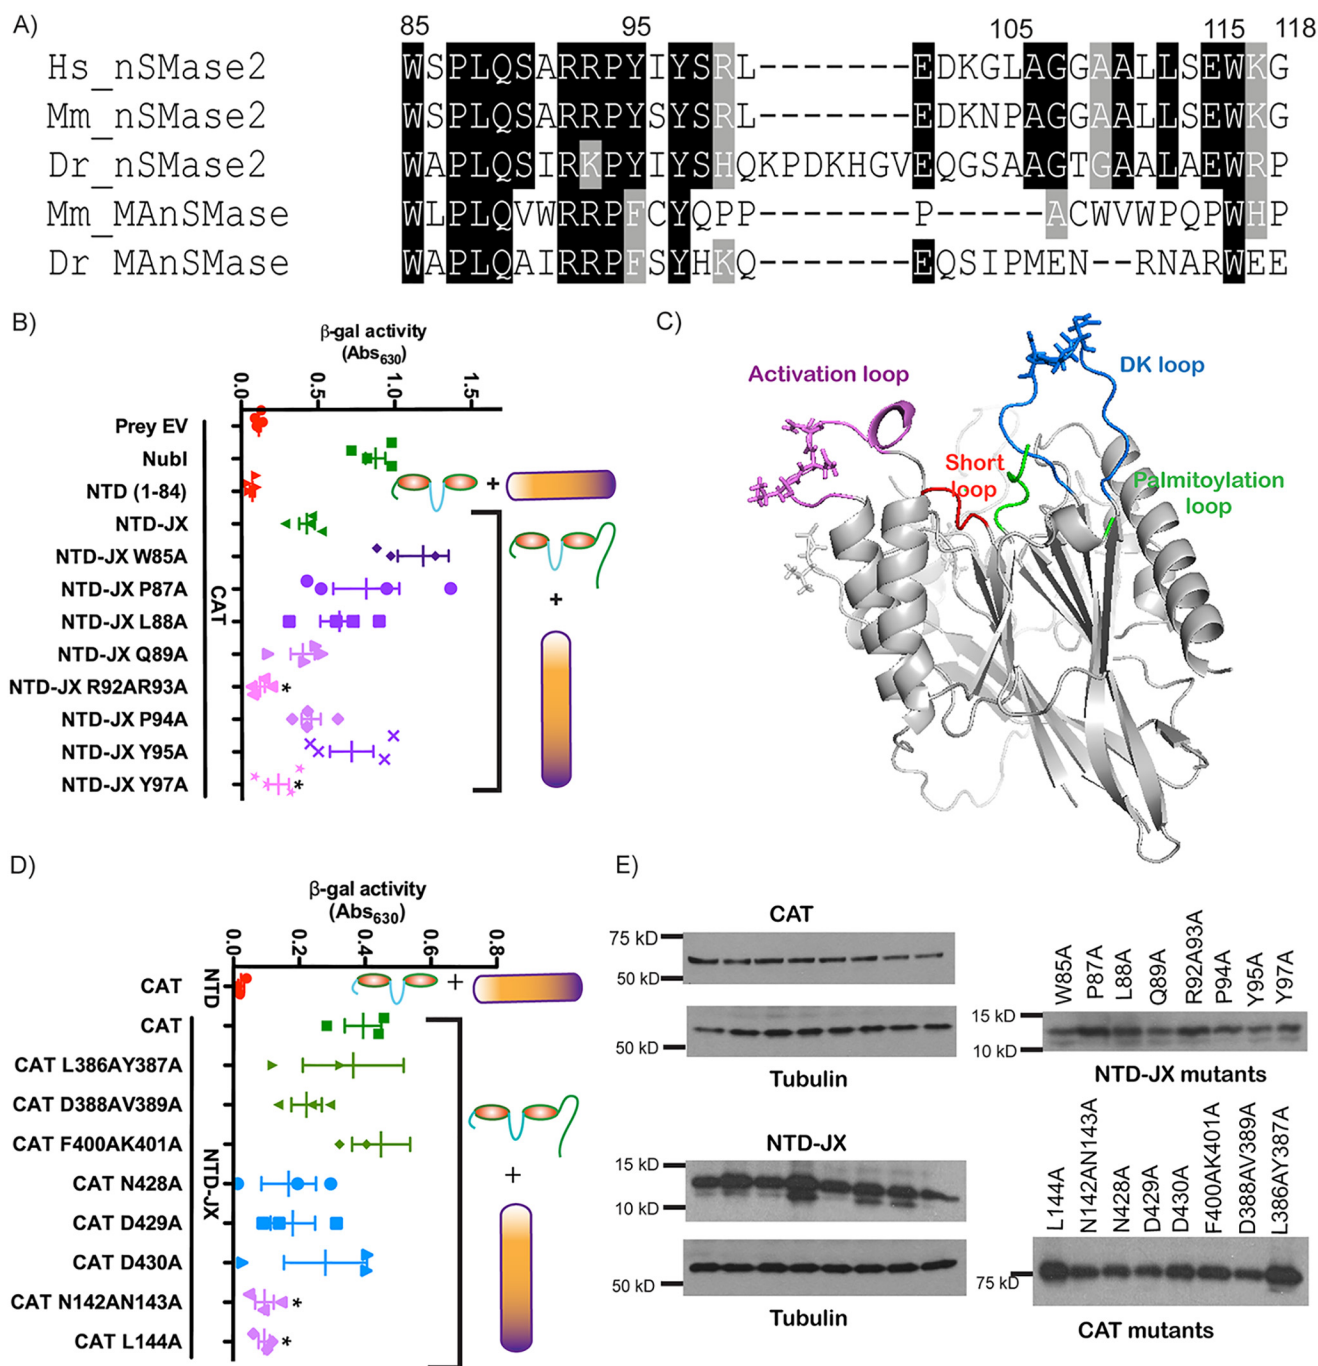 A)
85 95 105 115 118
Hs_nSMase2 WSPLQSARRPYIYSRL-------EDKGLAGGAALLSEWKG
Mm_nSMase2 WSPLQSARRPYSYSRL-------EDKNPAGGAALLSEWKG
Dr_nSMase2 WAPLQSIRKPYIYSHQKPDKHGVEQGSAAGTGAALAEWRP
Mm_MAnSMase WLPLQVWRRPFCYQPP-------P-----ACWVWPQPWHP
Dr_MAnSMase WAPLQAIRRPFSYHKQ-------EQSIPMEN--RNARWEE
B)
β-gal activity
(Abs630)
0.0 0.5 1.0 1.5
Prey EV
NubI
NTD (1-84)
NTD-JX
NTD-JX W85A
NTD-JX P87A
NTD-JX L88A
NTD-JX Q89A
NTD-JX R92AR93A
*
NTD-JX P94A
NTD-JX Y95A
NTD-JX Y97A
*
CAT
+
+
C)
Activation loop
DK loop
Short
loop
Palmitoylation
loop
D)
β-gal activity
(Abs630)
0.0 0.2 0.4 0.6 0.8
CAT
CAT
CAT L386AY387A
CAT D388AV389A
CAT F400AK401A
CAT N428A
CAT D429A
CAT D430A
CAT N142AN143A
*
CAT L144A
*
NTD
NTD-JX
+
+
E)
CAT
75 kD
50 kD
50 kD
Tubulin
W85A
P87A
L88A
Q89A
R92A93A
P94A
Y95A
Y97A
15 kD
10 kD
NTD-JX mutants
NTD-JX
15 kD
10 kD
50 kD
Tubulin
L144A
N142AN143A
N428A
D429A
D430A
F400AK401A
D388AV389A
L386AY387A
75 kD
CAT mutants